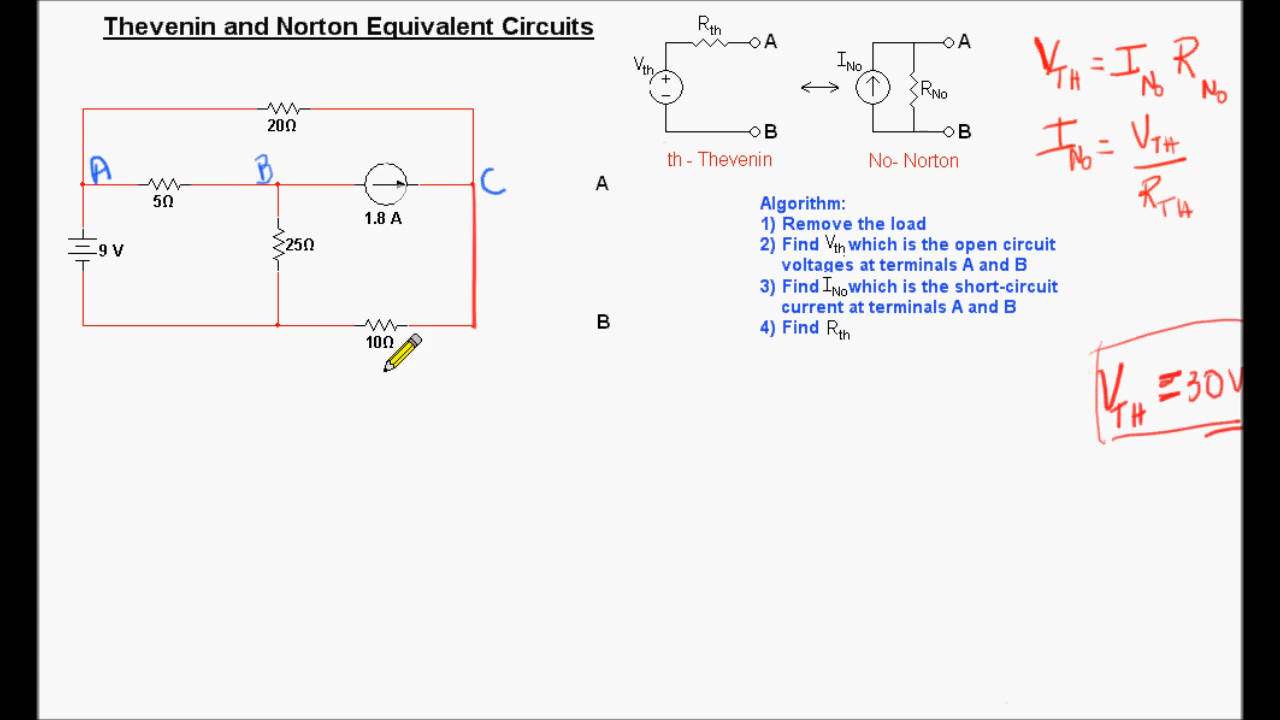 Thevenin and Norton Equivalent Circuits
20Ω
A
B
C
5Ω
1.8 A
9 V
25Ω
10Ω
A
B
Rth
A
Vth
+
−
B
th - Thevenin
A
INo
RNo
B
No- Norton
VTH = INO RNO
INO = VTH / RTH
Algorithm:
1) Remove the load
2) Find Vth which is the open circuit
voltages at terminals A and B
3) Find INo which is the short-circuit
current at terminals A and B
4) Find Rth
VTH = 30V